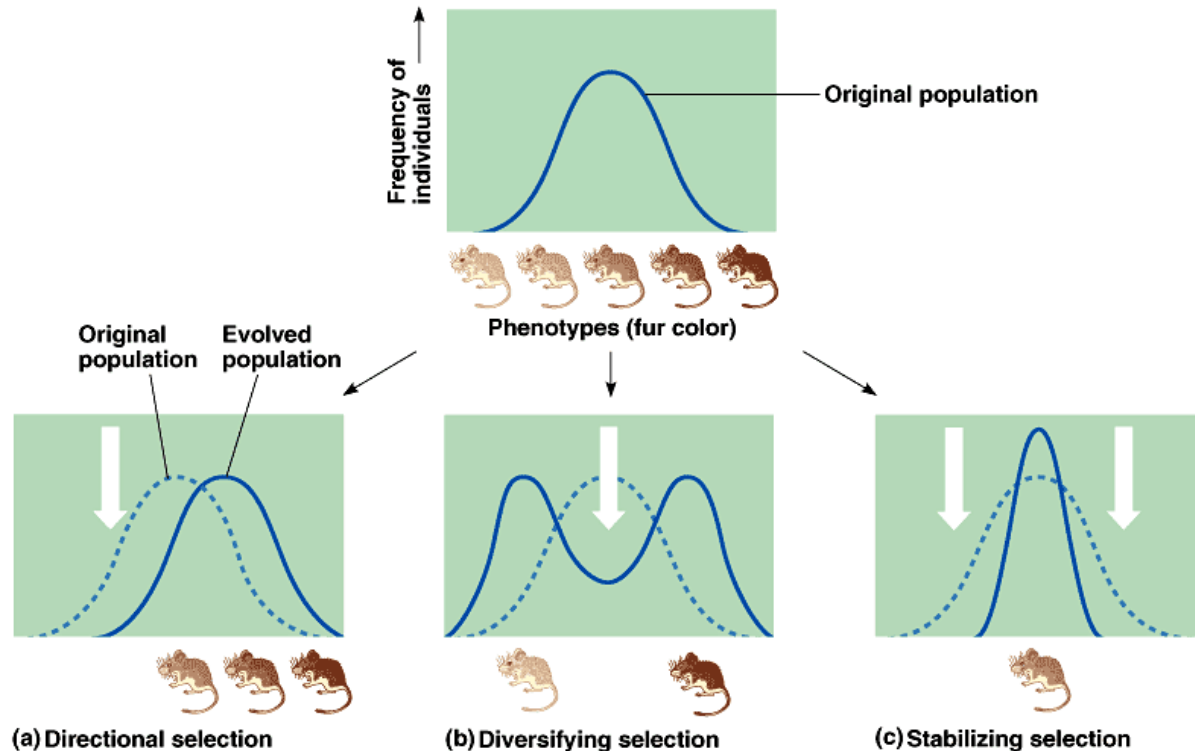 Frequency of
individuals
Original population
Phenotypes (fur color)
Original
population
Evolved
population
(a) Directional selection
(b) Diversifying selection
(c) Stabilizing selection